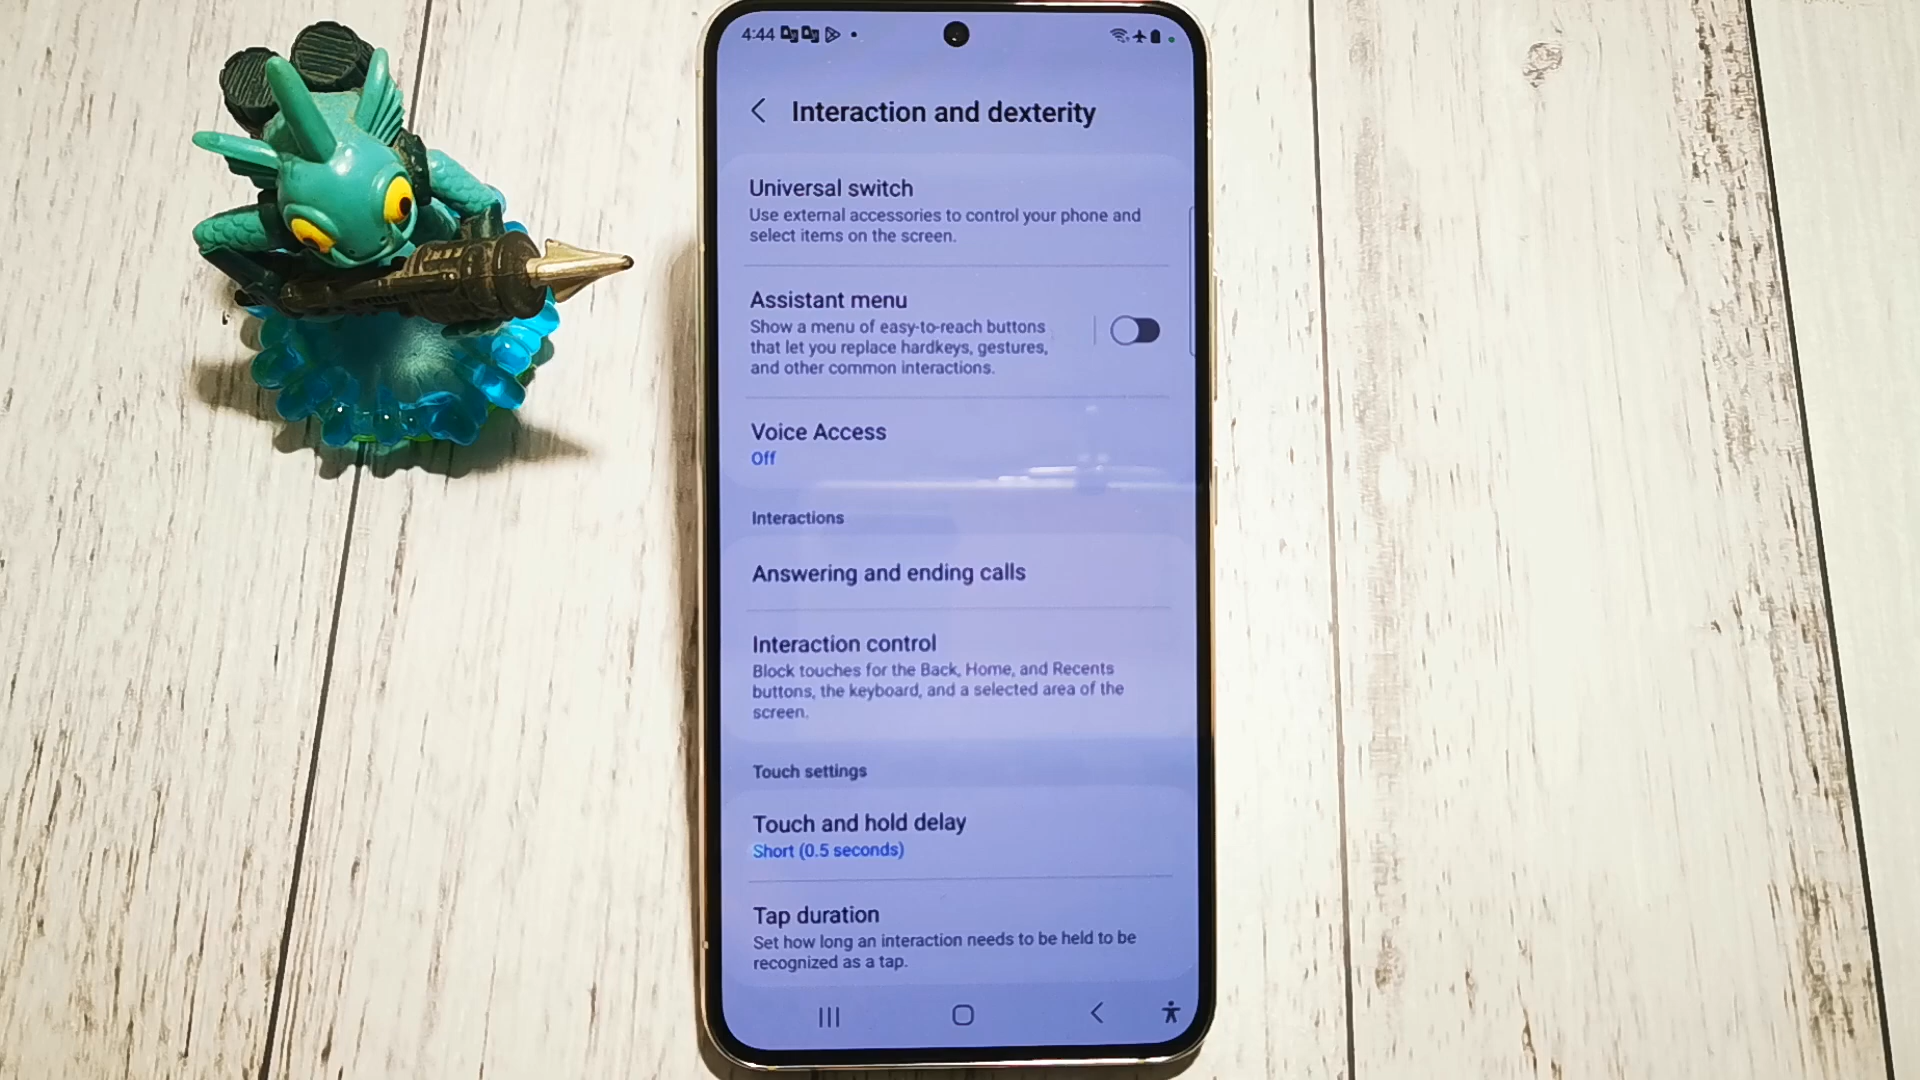 4:44
Interaction and dexterity
Universal switch
Use external accessories to control your phone and
select items on the screen.
Assistant menu
Show a menu of easy-to-reach buttons
that let you replace hardkeys, gestures,
and other common interactions.
Voice Access
Off
Interactions
Answering and ending calls
Interaction control
Block touches for the Back, Home, and Recents
buttons, the keyboard, and a selected area of the
screen.
Touch settings
Touch and hold delay
Short (0.5 seconds)
Tap duration
Set how long an interaction needs to be held to be
recognized as a tap.